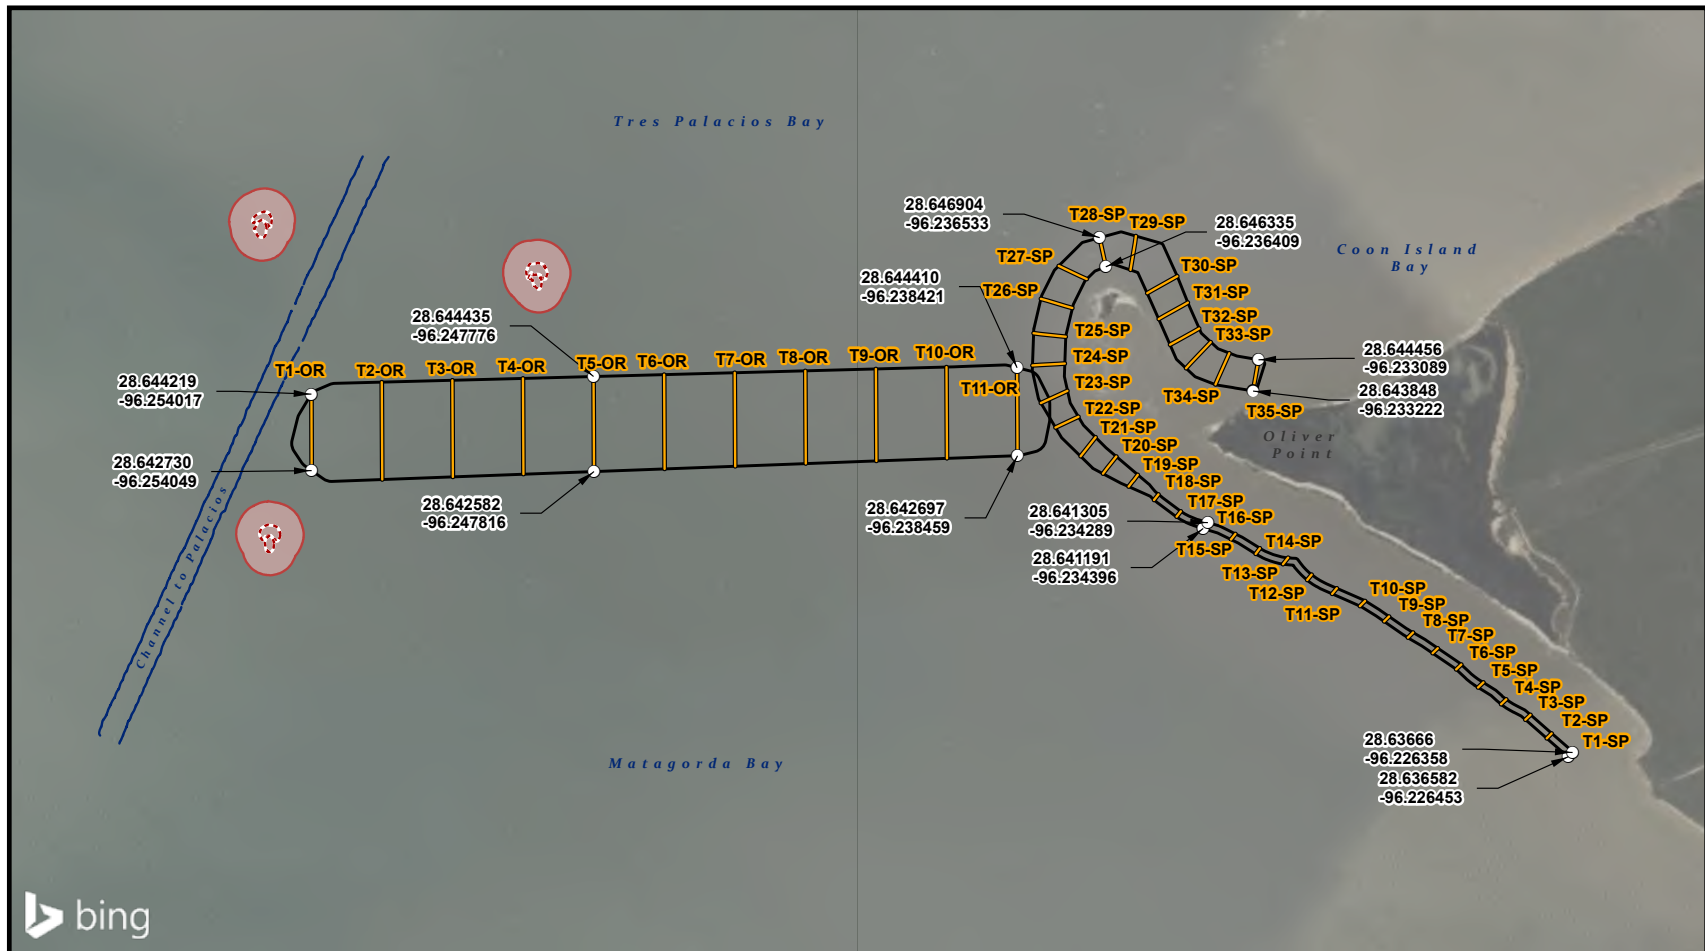 Tres Palacios Bay
28.646904
-96.236533
T28-SP
T29-SP
28.646335
-96.236409
Coon Island
Bay
T27-SP
T30-SP
28.644410
-96.238421
T26-SP
T31-SP
T32-SP
28.644435
-96.247776
T25-SP
T33-SP
T24-SP
28.644456
-96.233089
T1-OR
T2-OR
T3-OR
T4-OR
T5-OR
T6-OR
T7-OR
T8-OR
T9-OR
T10-OR
T11-OR
28.644219
-96.254017
T23-SP
T34-SP
28.643848
-96.233222
T35-SP
T22-SP
T21-SP
Oliver
Point
T20-SP
T19-SP
T18-SP
28.642730
-96.254049
28.642582
-96.247816
28.642697
-96.238459
T17-SP
T16-SP
28.641305
-96.234289
T15-SP
T14-SP
28.641191
-96.234396
T13-SP
T12-SP
T11-SP
T10-SP
T9-SP
T8-SP
T7-SP
T6-SP
T5-SP
T4-SP
T3-SP
T2-SP
T1-SP
Channel to Palacios
28.63666
-96.226358
28.636582
-96.226453
Matagorda Bay
bing